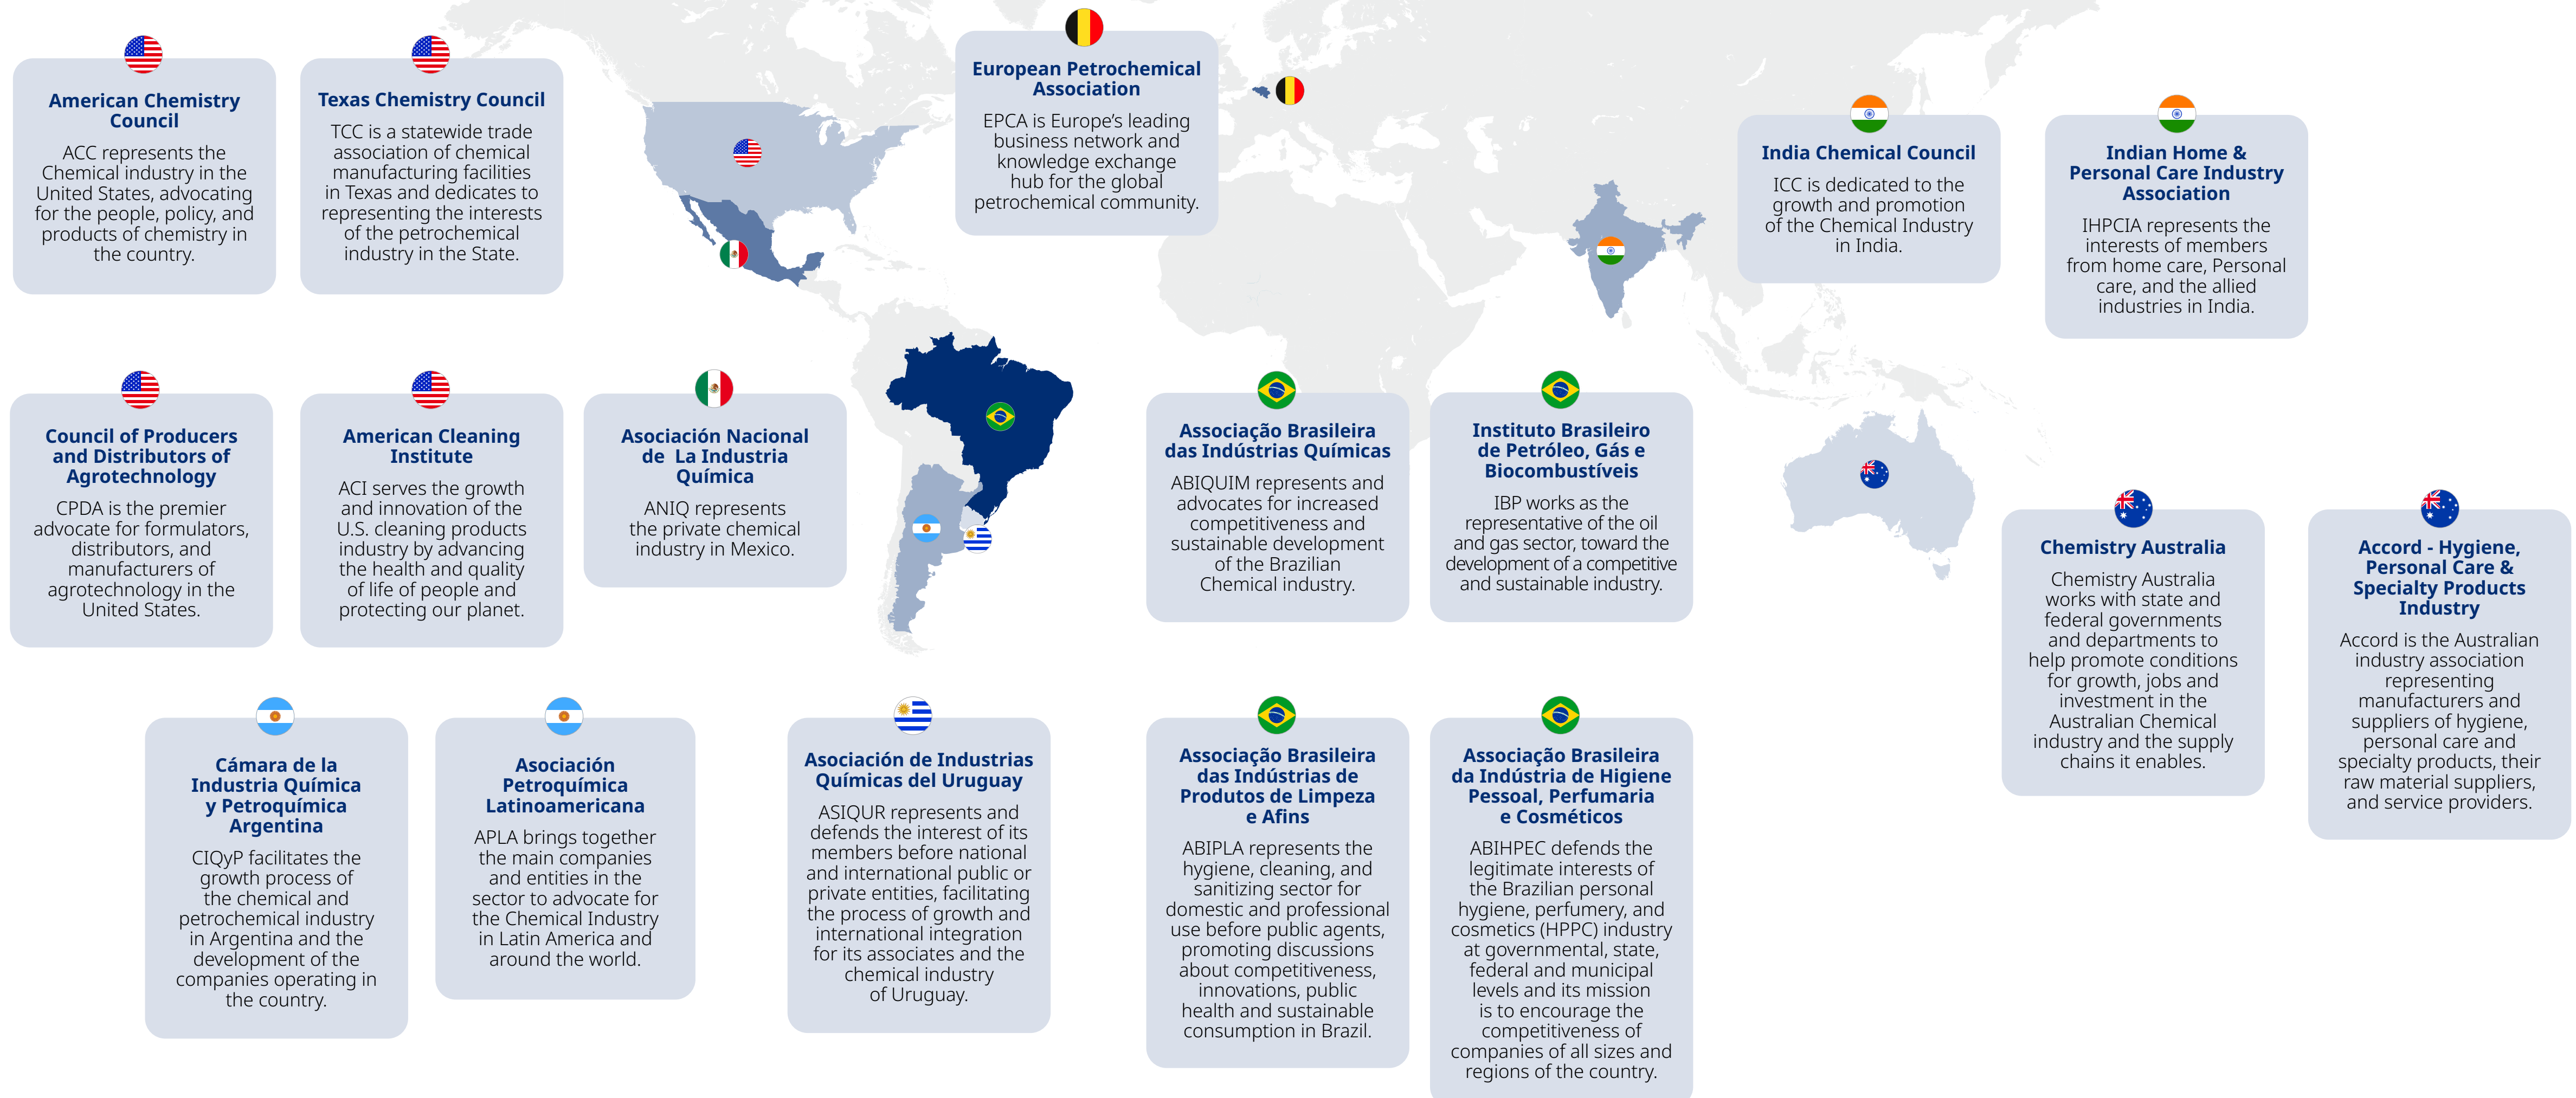 American Chemistry
Council
ACC represents the
Chemical industry in the
United States, advocating
for the people, policy, and
products of chemistry in
the country.
Texas Chemistry Council
TCC is a statewide trade
association of chemical
manufacturing facilities
in Texas and dedicates to
representing the interests
of the petrochemical
industry in the State.
European Petrochemical
Association
EPCA is Europe’s leading
business network and
knowledge exchange
hub for the global
petrochemical community.
India Chemical Council
ICC is dedicated to the
growth and promotion
of the Chemical Industry
in India.
Indian Home &
Personal Care Industry
Association
IHPCIA represents the
interests of members
from home care, Personal
care, and the allied
industries in India.
Council of Producers
and Distributors of
Agrotechnology
CPDA is the premier
advocate for formulators,
distributors, and
manufacturers of
agrotechnology in the
United States.
American Cleaning
Institute
ACI serves the growth
and innovation of the
U.S. cleaning products
industry by advancing
the health and quality
of life of people and
protecting our planet.
Asociación Nacional
de La Industria
Química
ANIQ represents
the private chemical
industry in Mexico.
Associação Brasileira
das Indústrias Químicas
ABIQUIM represents and
advocates for increased
competitiveness and
sustainable development
of the Brazilian
Chemical industry.
Instituto Brasileiro
de Petróleo, Gás e
Biocombustíveis
IBP works as the
representative of the oil
and gas sector, toward the
development of a competitive
and sustainable industry.
Chemistry Australia
Chemistry Australia
works with state and
federal governments
and departments to
help promote conditions
for growth, jobs and
investment in the
Australian Chemical
industry and the supply
chains it enables.
Accord - Hygiene,
Personal Care &
Specialty Products
Industry
Accord is the Australian
industry association
representing
manufacturers and
suppliers of hygiene,
personal care and
specialty products, their
raw material suppliers,
and service providers.
Cámara de la
Industria Química
y Petroquímica
Argentina
CIQyP facilitates the
growth process of
the chemical and
petrochemical industry
in Argentina and the
development of the
companies operating in
the country.
Asociación
Petroquímica
Latinoamericana
APLA brings together
the main companies
and entities in the
sector to advocate for
the Chemical Industry
in Latin America and
around the world.
Asociación de Industrias
Químicas del Uruguay
ASIQUR represents and
defends the interest of its
members before national
and international public or
private entities, facilitating
the process of growth and
international integration
for its associates and the
chemical industry
of Uruguay.
Associação Brasileira
das Indústrias de
Produtos de Limpeza
e Afins
ABIPLA represents the
hygiene, cleaning, and
sanitizing sector for
domestic and professional
use before public agents,
promoting discussions
about competitiveness,
innovations, public
health and sustainable
consumption in Brazil.
Associação Brasileira
da Indústria de Higiene
Pessoal, Perfumaria
e Cosméticos
ABIHPEC defends the
legitimate interests of
the Brazilian personal
hygiene, perfumery, and
cosmetics (HPPC) industry
at governmental, state,
federal and municipal
levels and its mission
is to encourage the
competitiveness of
companies of all sizes and
regions of the country.